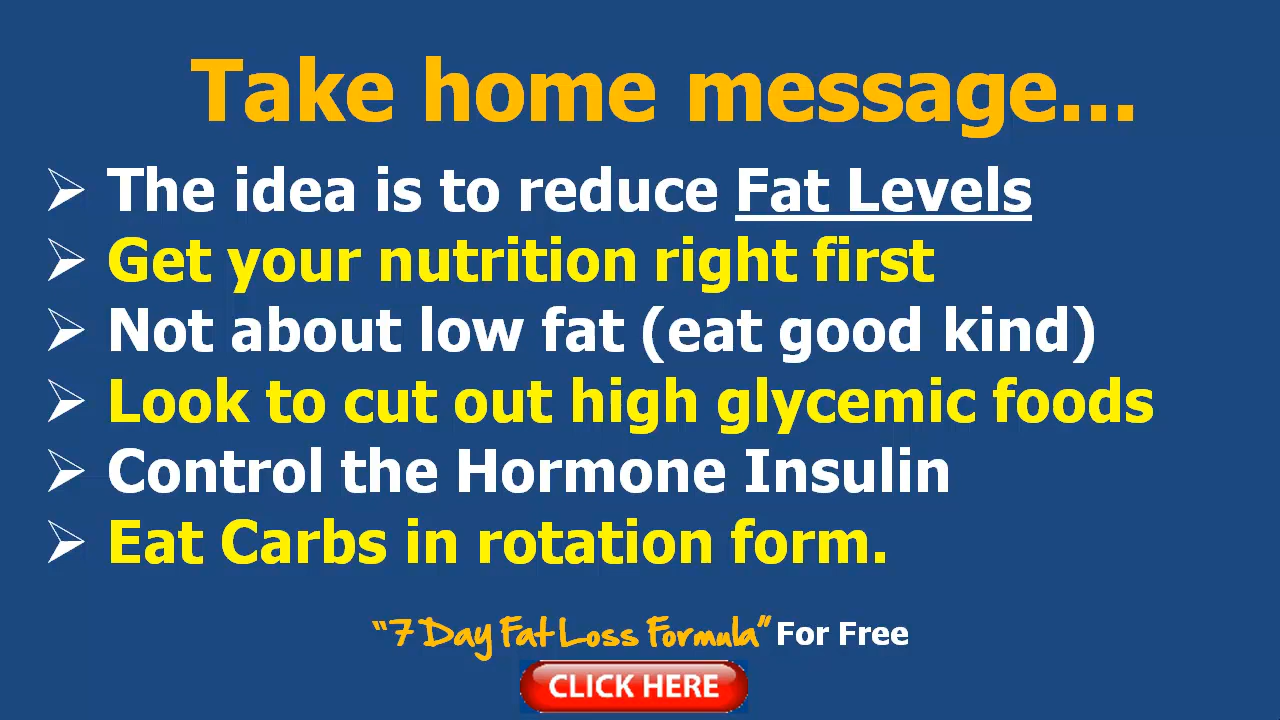 Take home message...
The idea is to reduce Fat Levels
Get your nutrition right first
Not about low fat (eat good kind)
Look to cut out high glycemic foods
Control the Hormone Insulin
Eat Carbs in rotation form.
“7 Day Fat Loss Formula” For Free
CLICK HERE